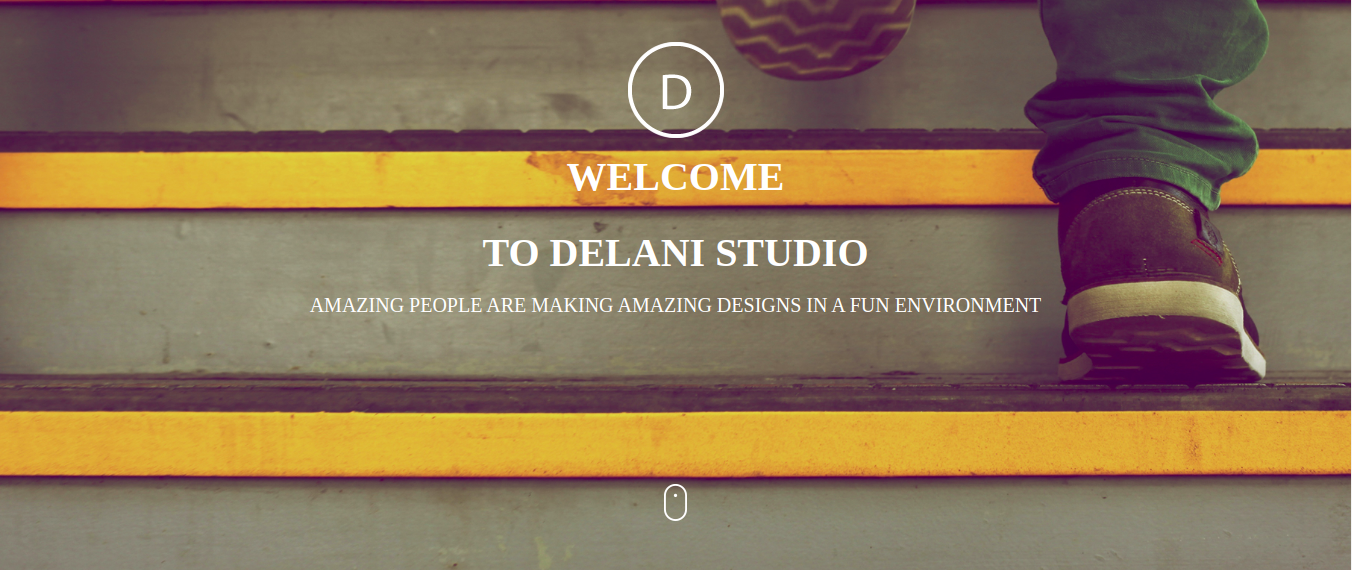 D
WELCOME
TO DELANI STUDIO
AMAZING PEOPLE ARE MAKING AMAZING DESIGNS IN A FUN ENVIRONMENT